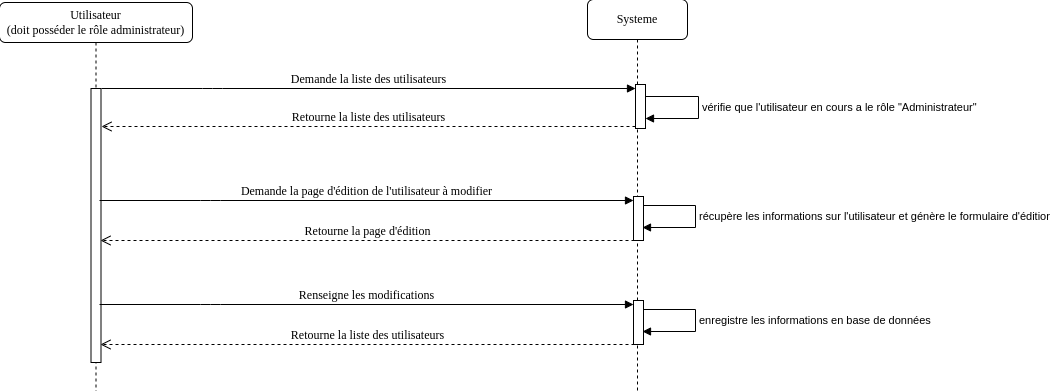 Utilisateur
(doit posséder le rôle administrateur)
Systeme
Demande la liste des utilisateurs
vérifie que l'utilisateur en cours a le rôle "Administrateur"
Retourne la liste des utilisateurs
Demande la page d'édition de l'utilisateur à modifier
récupère les informations sur l'utilisateur et génère le formulaire d'édition
Retourne la page d'édition
Renseigne les modifications
enregistre les informations en base de données
Retourne la liste des utilisateurs